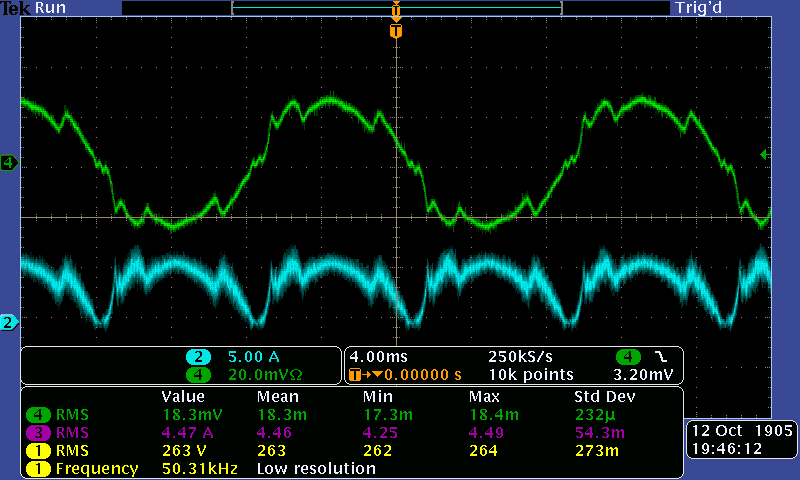 Tek Run Trig'd
T
T
4
2
2 5.00 A
4 20.0mVΩ
4.00ms 250kS/s 4
T→▼0.00000 s 10k points 3.20mV
Value Mean Min Max Std Dev
4 RMS 18.3mV 18.3m 17.3m 18.4m 232µ
3 RMS 4.47 A 4.46 4.25 4.49 54.3m
1 RMS 263 V 263 262 264 273m
1 Frequency 50.31kHz Low resolution
12 Oct 1905
19:46:12